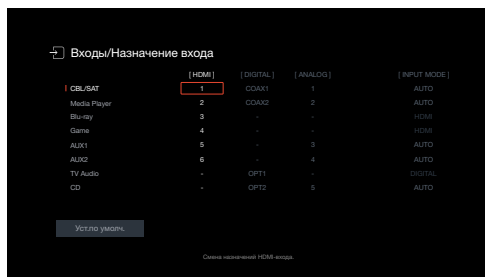 Входы/Назначение входа
[ HDMI ] [ DIGITAL ] [ ANALOG ] [ INPUT MODE ]
CBL/SAT 1 COAX1 1 AUTO
Media Player 2 COAX2 2 AUTO
Blu-ray 3 - - HDMI
Game 4 - - HDMI
AUX1 5 - 3 AUTO
AUX2 6 - 4 AUTO
TV Audio - OPT1 - DIGITAL
CD - OPT2 5 AUTO
Уст.по умолч.
Смена назначений HDMI-входа.